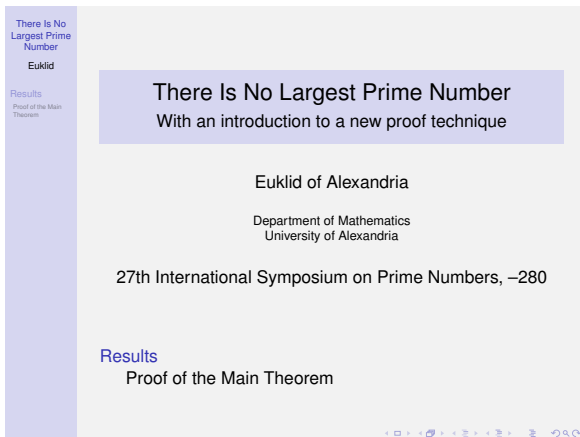 There Is No
Largest Prime
Number
Euklid
Results
Proof of the Main
Theorem
There Is No Largest Prime Number
With an introduction to a new proof technique
Euklid of Alexandria
Department of Mathematics
University of Alexandria
27th International Symposium on Prime Numbers, –280
Results
Proof of the Main Theorem